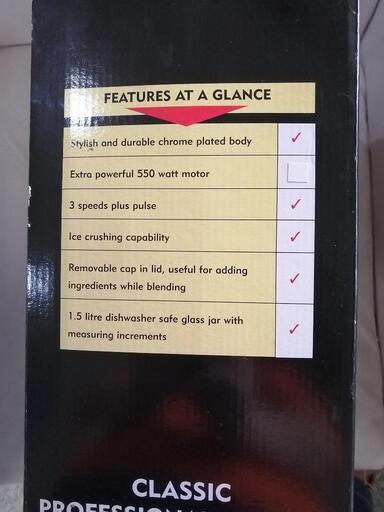 FEATURES AT A GLANCE
Stylish and durable chrome plated body ✓
Extra powerful 550 watt motor
3 speeds plus pulse ✓
Ice crushing capability ✓
Removable cap in lid, useful for adding
ingredients while blending ✓
1.5 litre dishwasher safe glass jar with
measuring increments ✓
CLASSIC